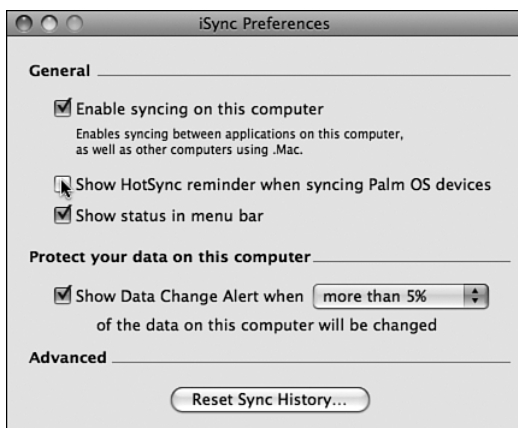 iSync Preferences
General
Enable syncing on this computer
Enables syncing between applications on this computer,
as well as other computers using .Mac.
Show HotSync reminder when syncing Palm OS devices
Show status in menu bar
Protect your data on this computer
Show Data Change Alert when more than 5%
of the data on this computer will be changed
Advanced
Reset Sync History...